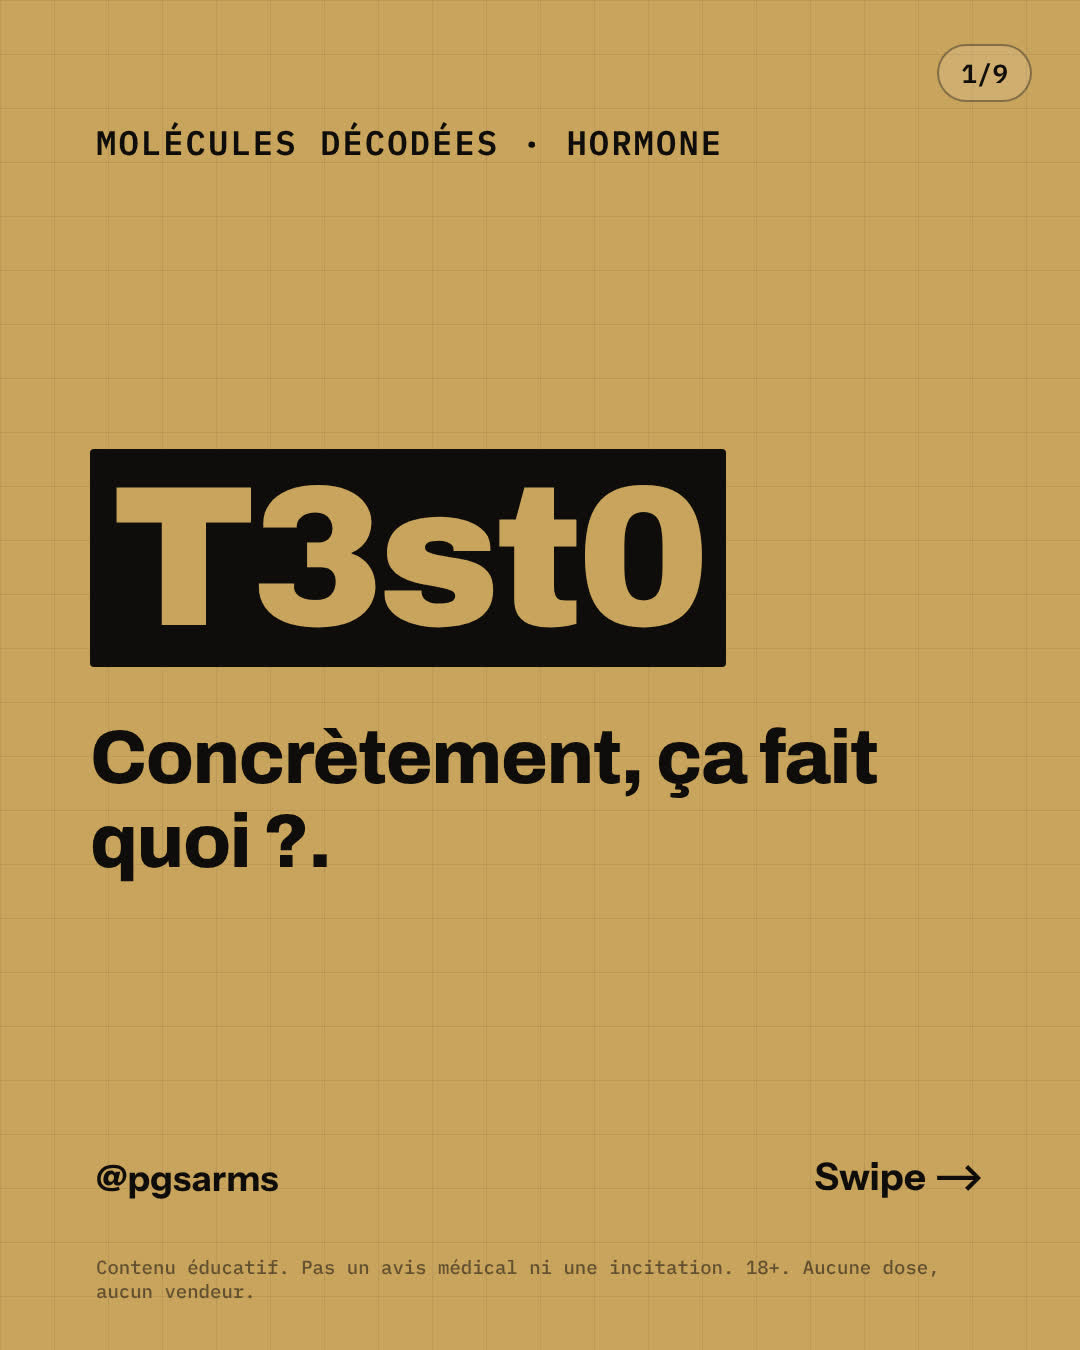 1/9
MOLÉCULES DÉCODÉES · HORMONE
T3st0
Concrètement, ça fait
quoi ?.
@pgsarms
Swipe →
Contenu éducatif. Pas un avis médical ni une incitation. 18+. Aucune dose,
aucun vendeur.